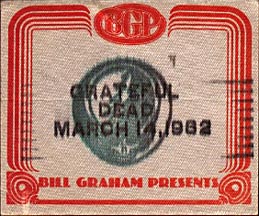 BGP
GRATEFUL
DEAD
MARCH 14, 1982
BILL GRAHAM PRESENTS